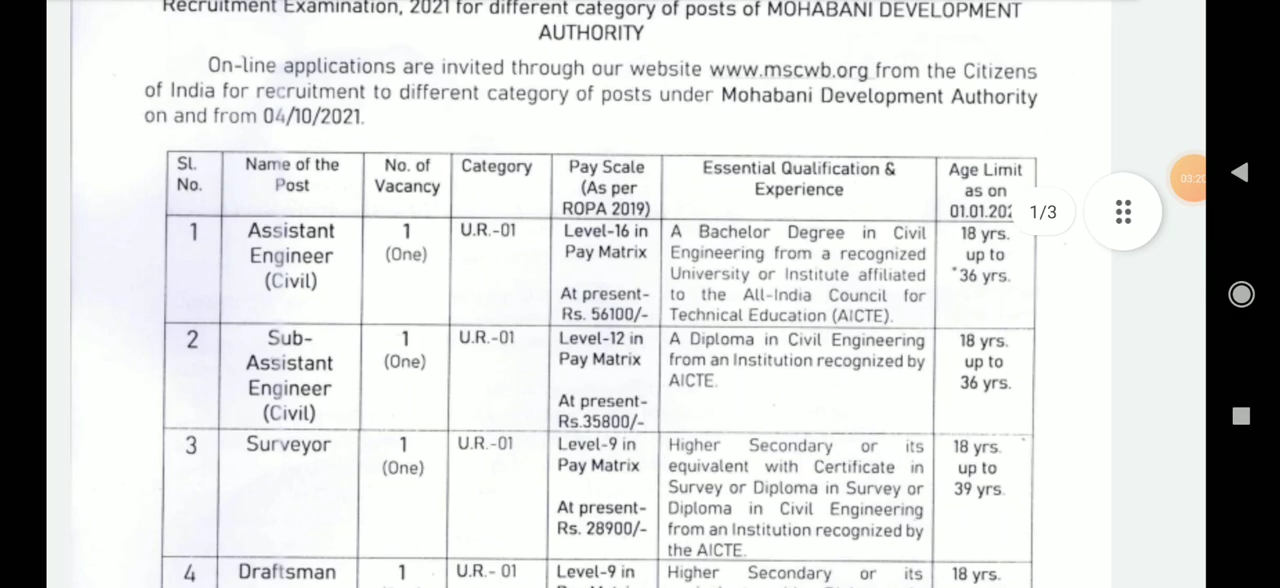 Recruitment Examination, 2021 for different category of posts of MOHABANI DEVELOPMENT
AUTHORITY
On-line applications are invited through our website www.mscwb.org from the Citizens
of India for recruitment to different category of posts under Mohabani Development Authority
on and from 04/10/2021.
Sl. No.
Name of the Post
No. of Vacancy
Category
Pay Scale (As per ROPA 2019)
Essential Qualification & Experience
Age Limit as on 01.01.202
1/3
03:20
1
Assistant
Engineer
(Civil)
1
(One)
U.R.-01
Level-16 in
Pay Matrix
At present-
Rs. 56100/-
A Bachelor Degree in Civil
Engineering from a recognized
University or Institute affiliated
to the All-India Council for
Technical Education (AICTE).
18 yrs.
up to
*36 yrs.
2
Sub-
Assistant
Engineer
(Civil)
1
(One)
U.R.-01
Level-12 in
Pay Matrix
At present-
Rs.35800/-
A Diploma in Civil Engineering
from an Institution recognized by
AICTE.
18 yrs.
up to
36 yrs.
3
Surveyor
1
(One)
U.R.-01
Level-9 in
Pay Matrix
At present-
Rs. 28900/-
Higher Secondary or its
equivalent with Certificate in
Survey or Diploma in Survey or
Diploma in Civil Engineering
from an Institution recognized by
the AICTE.
18 yrs.
up to
39 yrs.
4
Draftsman
1
U.R.- 01
Level-9 in
Higher Secondary or its
18 yrs.